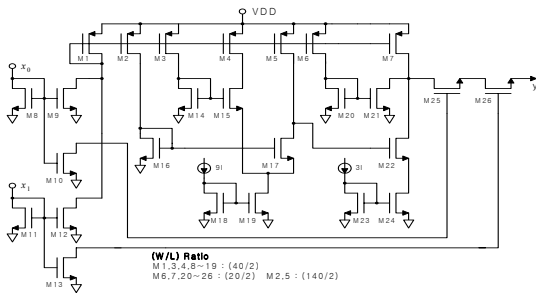 VDD
x₀
M1 M2 M3 M4 M5 M6 M7
M8 M9 M14 M15 M20 M21
M25 M26
y
M10 M16 M17 M22
x₁
9I 3I
M11 M12 M18 M19 M23 M24
M13
(W/L) Ratio
M1,3,4,8~19 : (40/2)
M6,7,20~26 : (20/2) M2,5 : (140/2)